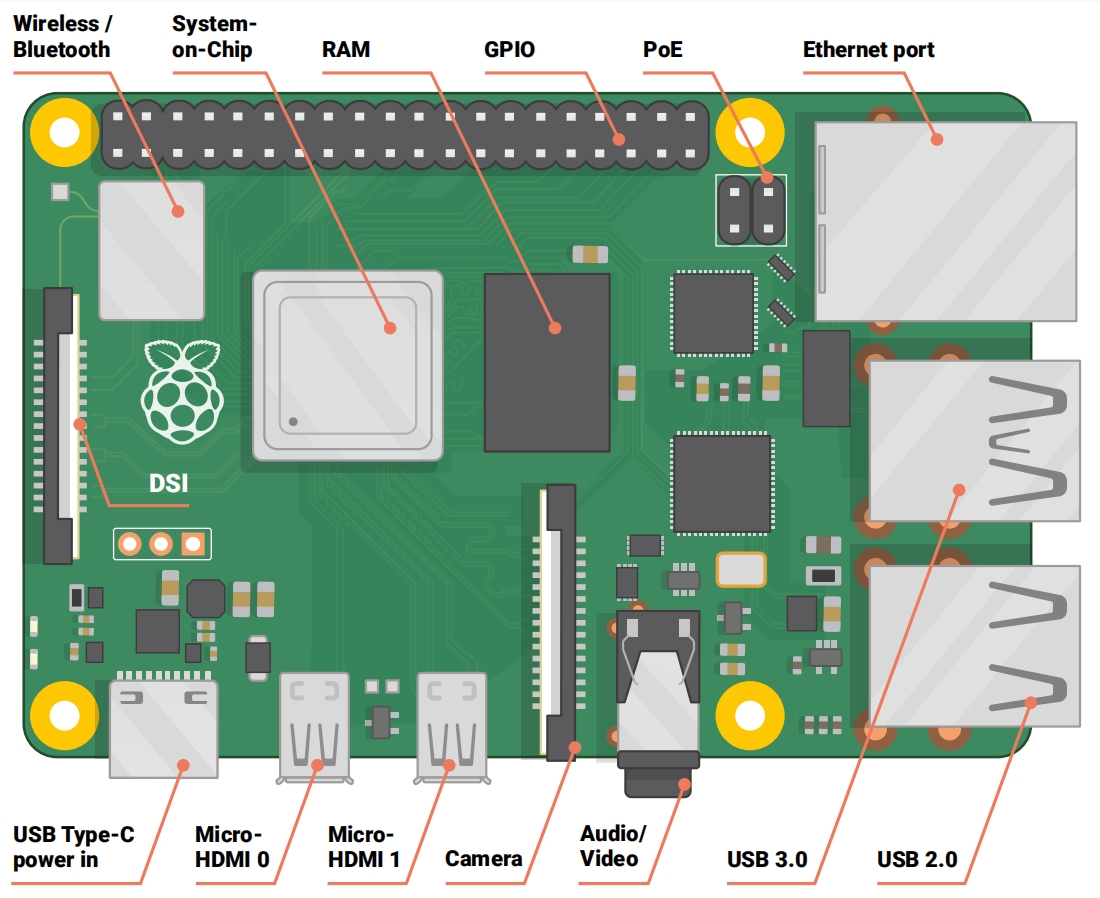 Wireless /
Bluetooth
System-
on-Chip
RAM
GPIO
PoE
Ethernet port
DSI
USB Type-C
power in
Micro-
HDMI 0
Micro-
HDMI 1
Camera
Audio/
Video
USB 3.0
USB 2.0